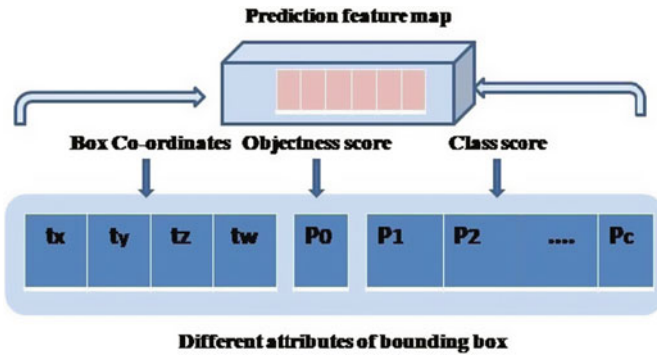 Prediction feature map
Box Co-ordinates Objectness score Class score
tx ty tz tw P0 P1 P2 .... Pc
Different attributes of bounding box